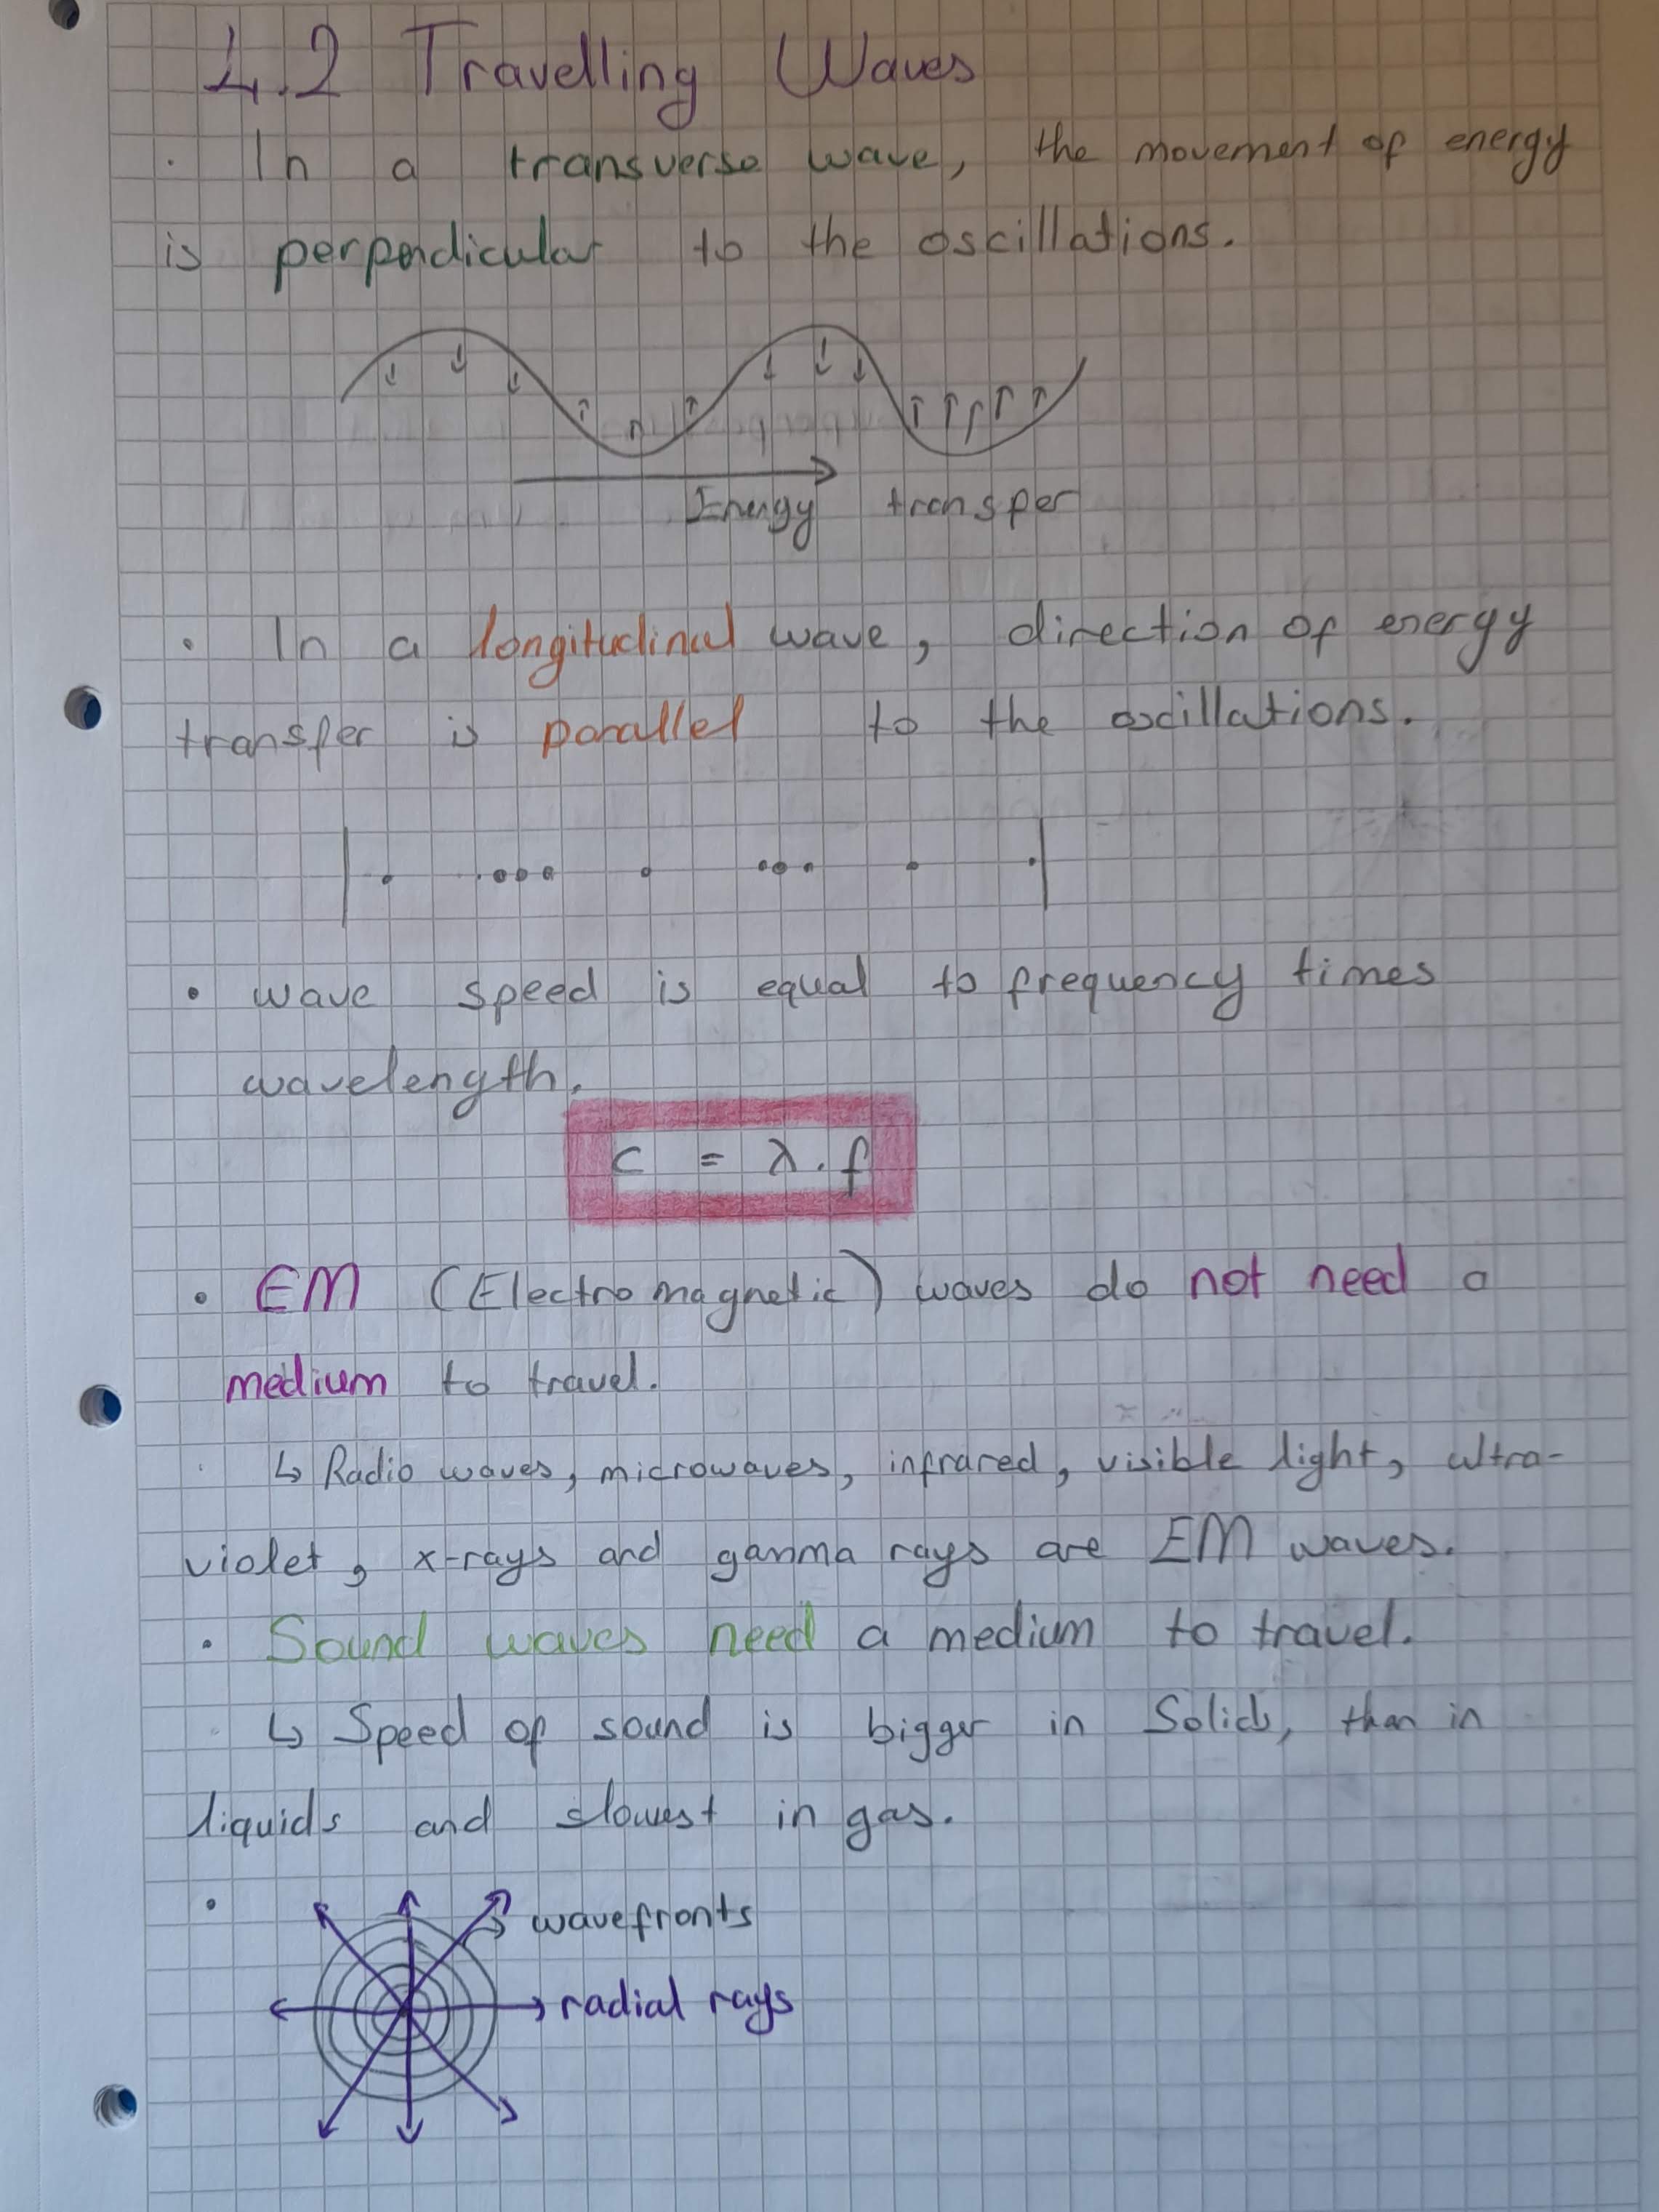 4.2 Travelling Waves
· In a transverse wave, the movement of energy
is perpendicular to the oscillations.
Energy transfer
· In a longitudinal wave, direction of energy
transfer is parallel to the oscillations.
· wave speed is equal to frequency times
wavelength.
c = λ . f
· EM (Electromagnetic) waves do not need a
medium to travel.
↳ Radio waves, microwaves, infrared, visible light, ultra-
violet, x-rays and gamma rays are EM waves.
· Sound waves need a medium to travel.
↳ Speed of sound is bigger in Solids, than in
liquids and slowest in gas.
· wavefronts
radial rays